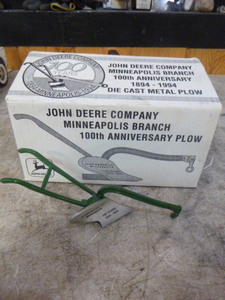 JOHN DEERE COMPANY
MINNEAPOLIS BRANCH
100th ANNIVERSARY
1894 - 1994
DIE CAST METAL PLOW
JOHN DEERE COMPANY
MINNEAPOLIS BRANCH
100th ANNIVERSARY PLOW